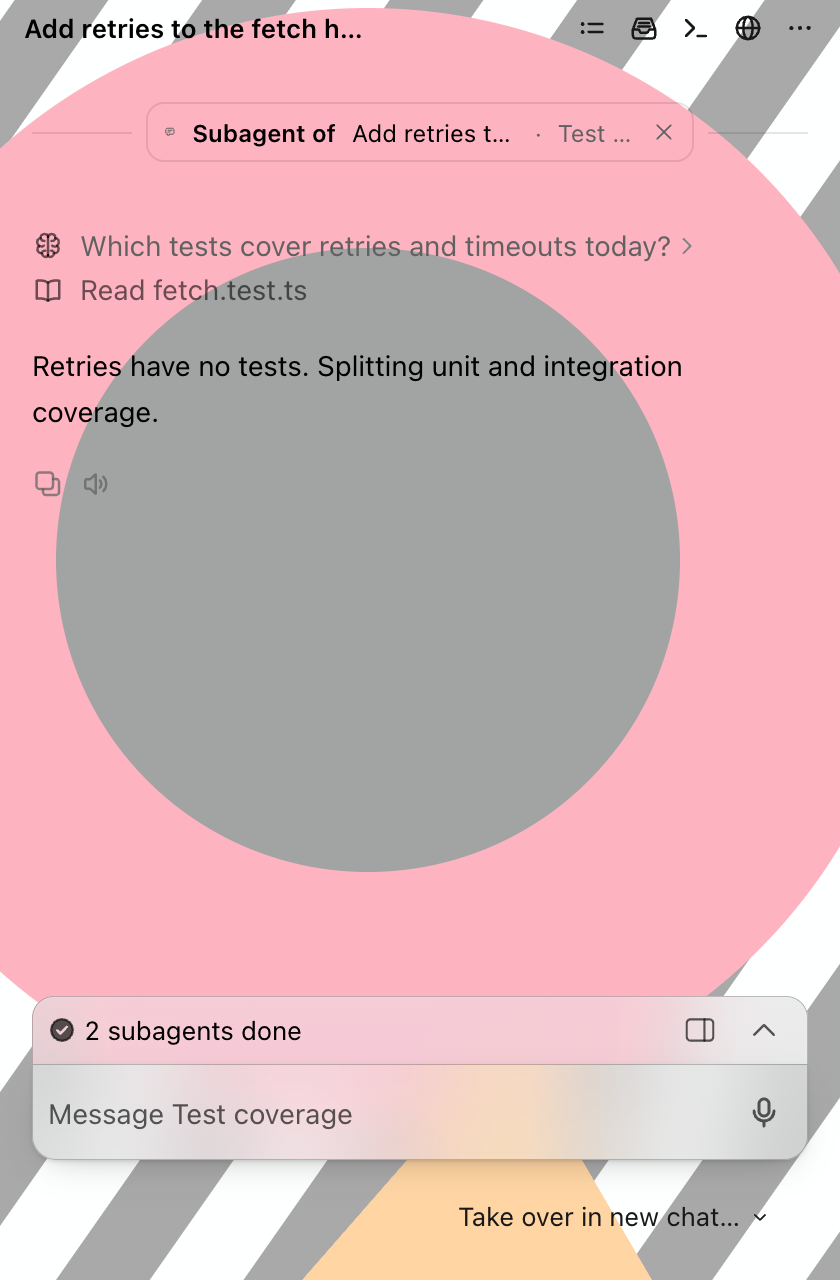 Add retries to the fetch h...
Subagent of Add retries t... · Test ...
Which tests cover retries and timeouts today?
Read fetch.test.ts
Retries have no tests. Splitting unit and integration
coverage.
2 subagents done
Message Test coverage
Take over in new chat...